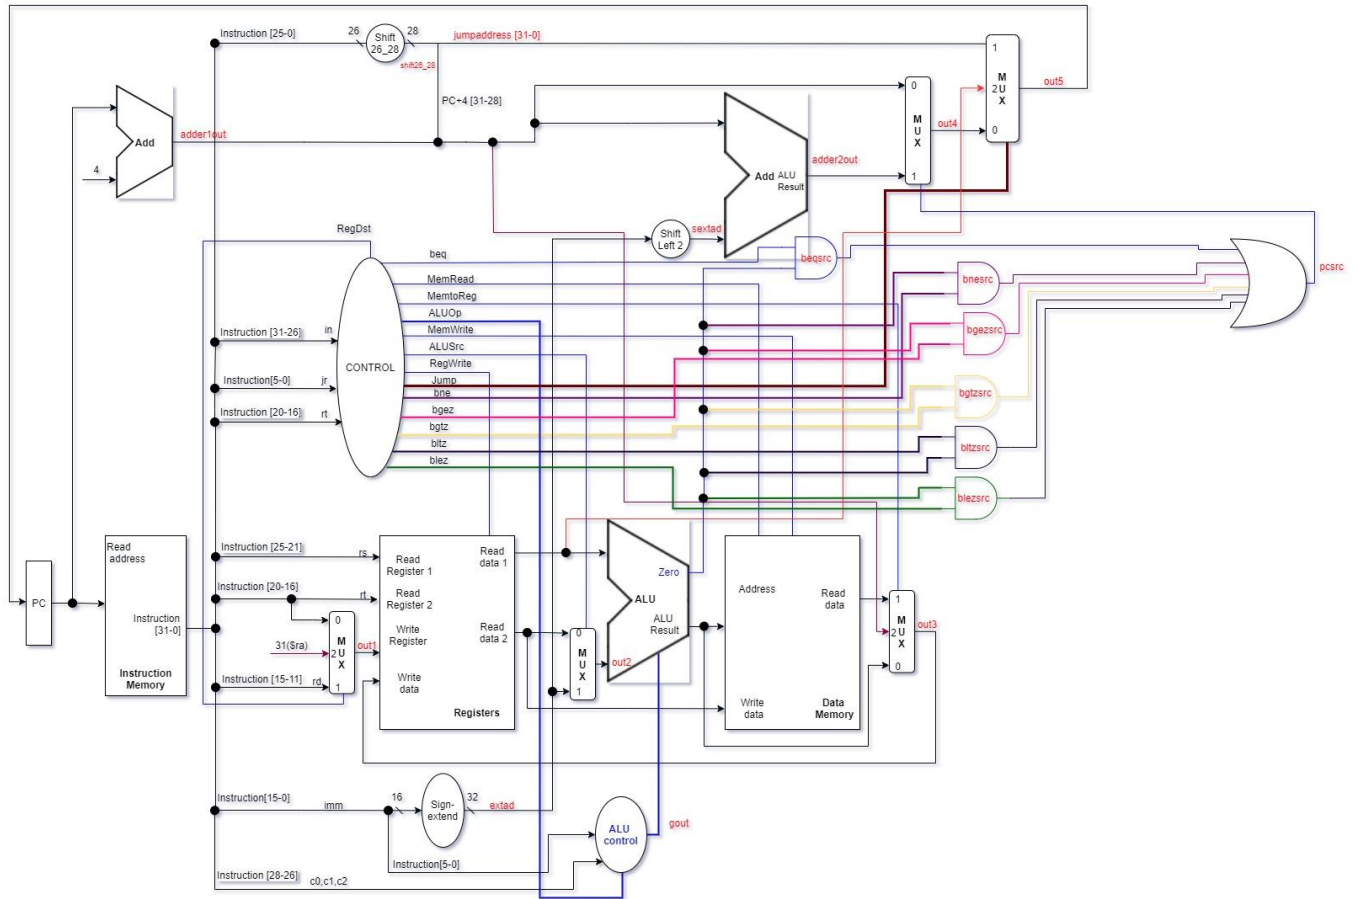 Instruction [25-0]
26
Shift
26_28
28
shift26_28
jumpaddress [31-0]
1
M
2U
X
0
out5
PC+4 [31-28]
0
M
U
X
1
out4
Add
4
adder1out
Add ALU
Result
adder2out
Shift
Left 2
sextad
RegDst
beq
MemRead
MemtoReg
ALUOp
MemWrite
ALUSrc
RegWrite
Jump
bne
bgez
bgtz
bltz
blez
CONTROL
Instruction [31-26]
in
Instruction[5-0]
jr
Instruction [20-16]
rt
beqsrc
bnesrc
bgezsrc
bgtzsrc
bltzsrc
blezsrc
pcsrc
PC
Read
address
Instruction
[31-0]
Instruction
Memory
Instruction [25-21]
rs
Instruction [20-16]
rt
31($ra)
Instruction [15-11]
rd
0
M
2U
X
1
out1
Read
Register 1
Read
Register 2
Write
Register
Write
data
Read
data 1
Read
data 2
Registers
0
M
U
X
1
out2
Zero
ALU
ALU
Result
Address
Read
data
Write
data
Data
Memory
1
M
2U
X
0
out3
Instruction[15-0]
imm
16
Sign-
extend
32
extad
ALU
control
gout
Instruction[5-0]
Instruction [28-26]
c0,c1,c2